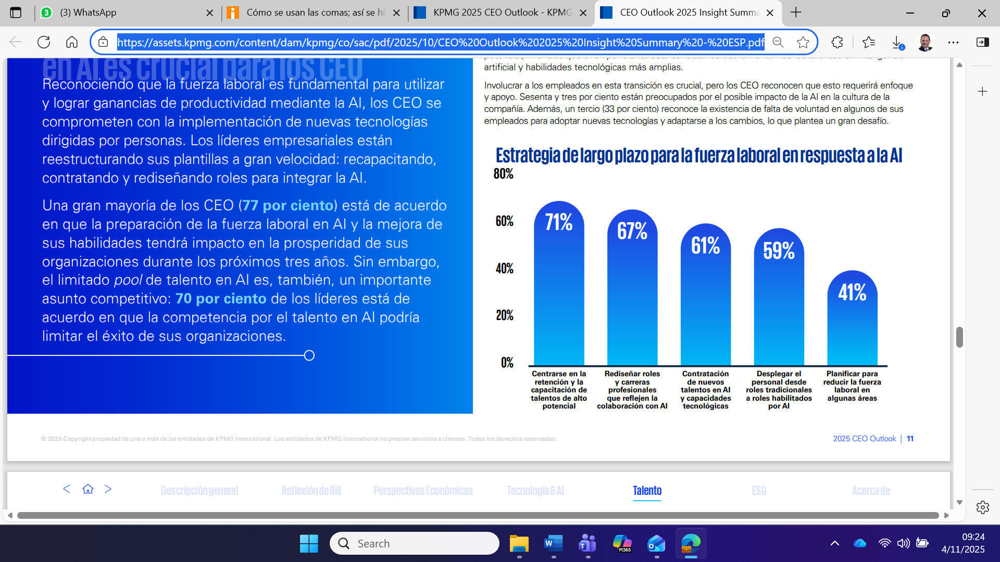 (3) WhatsApp
Cómo se usan las comas; así se hi
KPMG 2025 CEO Outlook - KPMG
CEO Outlook 2025 Insight Summa
https://assets.kpmg.com/content/dam/kpmg/co/sac/pdf/2025/10/CEO%20Outlook%202025%20Insight%20Summary%20-%20ESP.pdf
en AI es crucial para los CEO
Reconociendo que la fuerza laboral es fundamental para utilizar
y lograr ganancias de productividad mediante la AI, los CEO se
comprometen con la implementación de nuevas tecnologías
dirigidas por personas. Los líderes empresariales están
reestructurando sus plantillas a gran velocidad: recapacitando,
contratando y rediseñando roles para integrar la AI.
Una gran mayoría de los CEO (77 por ciento) está de acuerdo
en que la preparación de la fuerza laboral en AI y la mejora de
sus habilidades tendrá impacto en la prosperidad de sus
organizaciones durante los próximos tres años. Sin embargo,
el limitado pool de talento en AI es, también, un importante
asunto competitivo: 70 por ciento de los líderes está de
acuerdo en que la competencia por el talento en AI podría
limitar el éxito de sus organizaciones.
artificial y habilidades tecnológicas más amplias.
Involucrar a los empleados en esta transición es crucial, pero los CEO reconocen que esto requerirá enfoque
y apoyo. Sesenta y tres por ciento están preocupados por el posible impacto de la AI en la cultura de la
compañía. Además, un tercio (33 por ciento) reconoce la existencia de falta de voluntad en algunos de sus
empleados para adoptar nuevas tecnologías y adaptarse a los cambios, lo que plantea un gran desafío.
Estrategia de largo plazo para la fuerza laboral en respuesta a la AI
80%
60%
40%
20%
0%
71%
67%
61%
59%
41%
Centrarse en la
retención y la
capacitación de
talentos de alto
potencial
Rediseñar roles
y carreras
profesionales
que reflejen la
colaboración con AI
Contratación
de nuevos
talentos en AI
y capacidades
tecnológicas
Desplegar el
personal desde
roles tradicionales
a roles habilitados
por AI
Planificar para
reducir la fuerza
laboral en
algunas áreas
© 2025 Copyright propiedad de una o más de las entidades de KPMG International. Las entidades de KPMG International no prestan servicios a clientes. Todos los derechos reservados.
2025 CEO Outlook | 11
Descripción general
Reflexión de Bill
Perspectivas Económicas
Tecnología & AI
Talento
ESG
Acerca de
Search
M365
09:24
4/11/2025